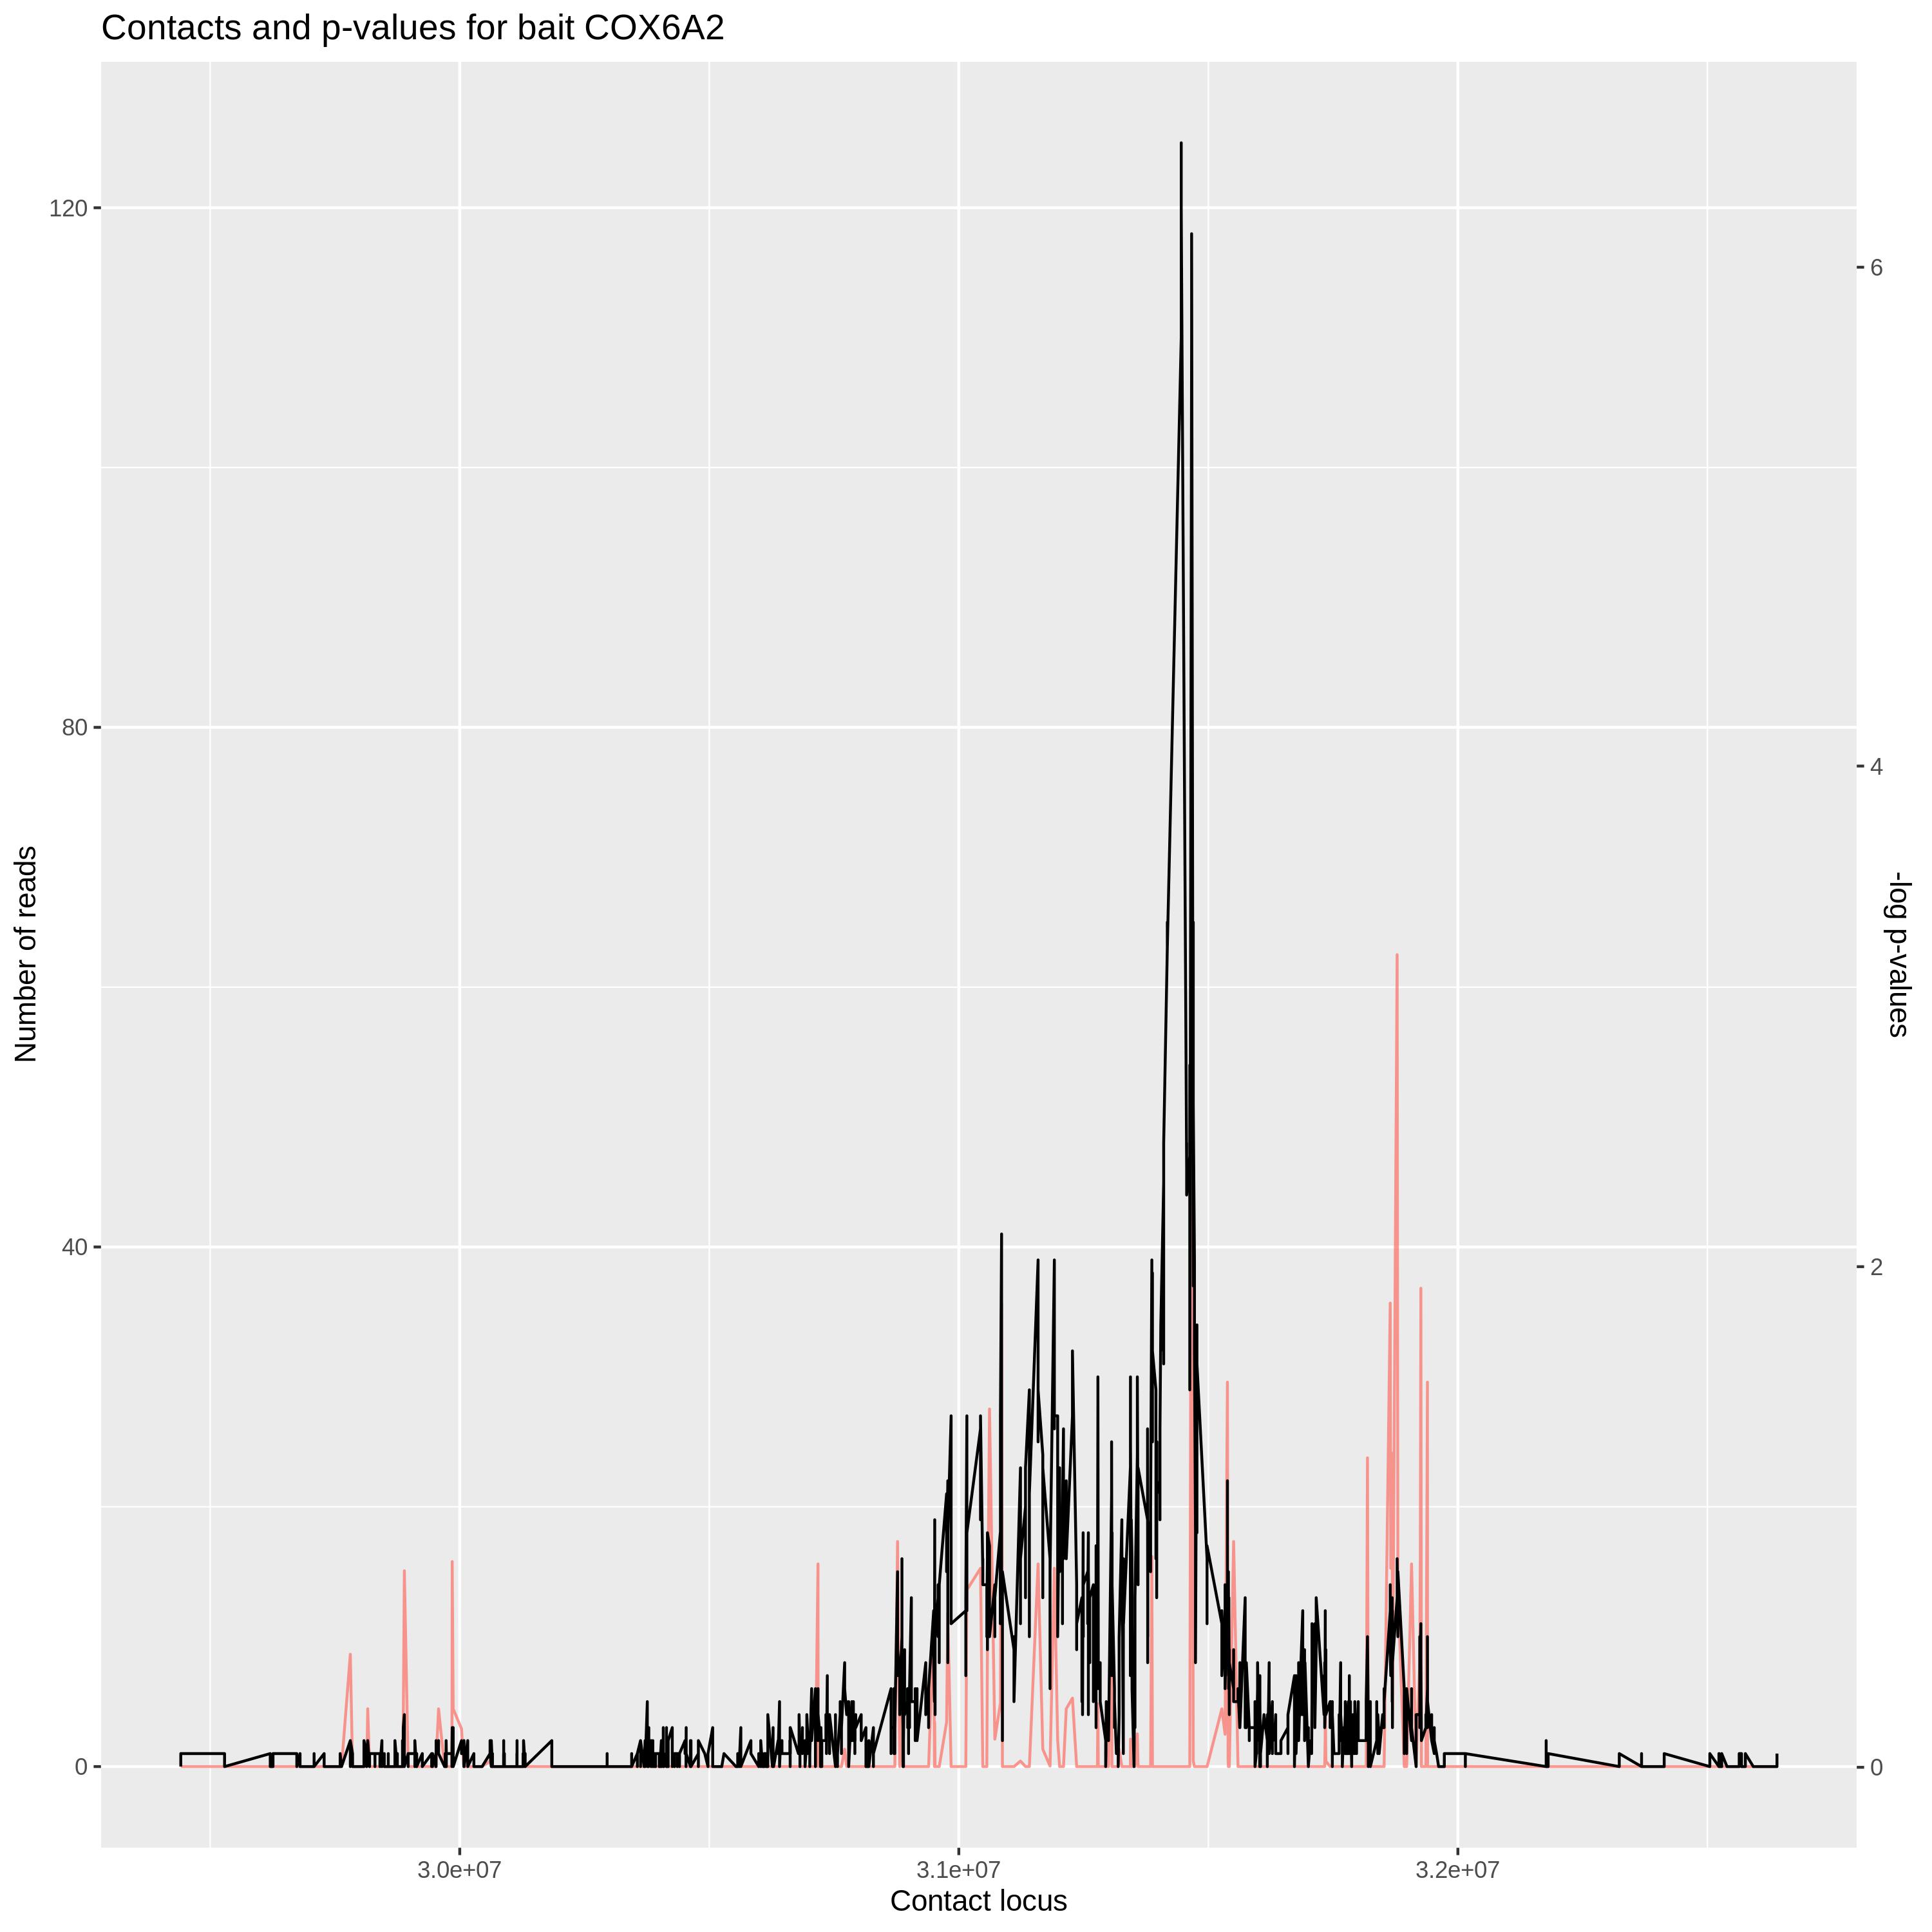 Contacts and p-values for bait COX6A2
120
80
40
0
Number of reads
6
4
2
0
-log p-values
3.0e+07
3.1e+07
3.2e+07
Contact locus